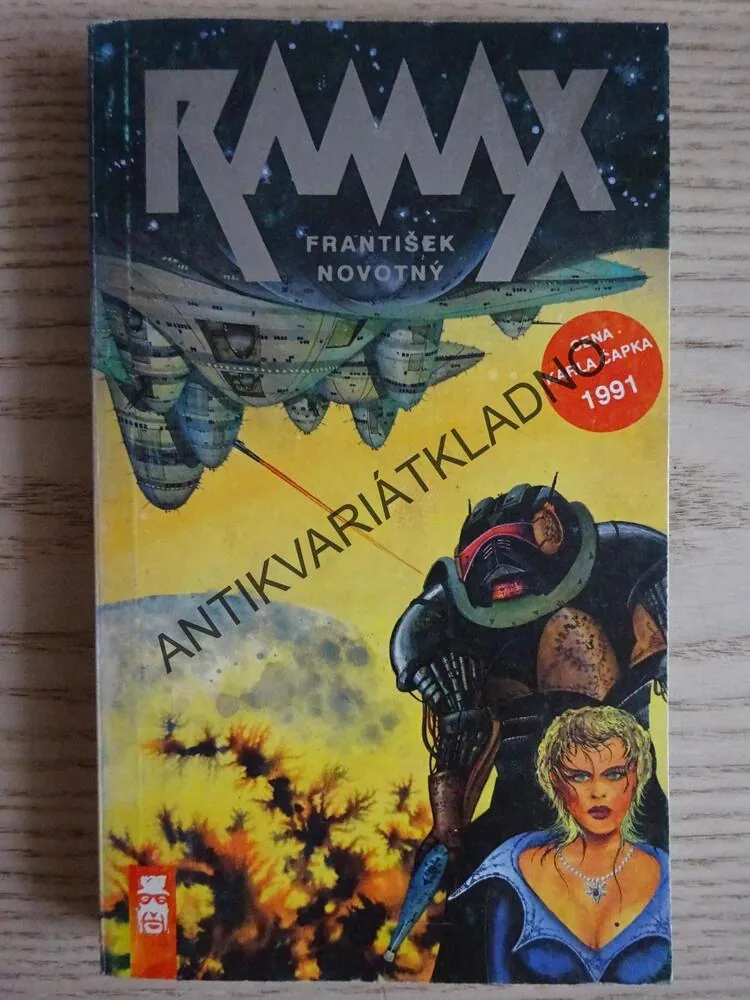 RAMAX
FRANTIŠEK
NOVOTNÝ
CENA
KARLA ČAPKA
1991
ANTIKVARIÁTKLADNO